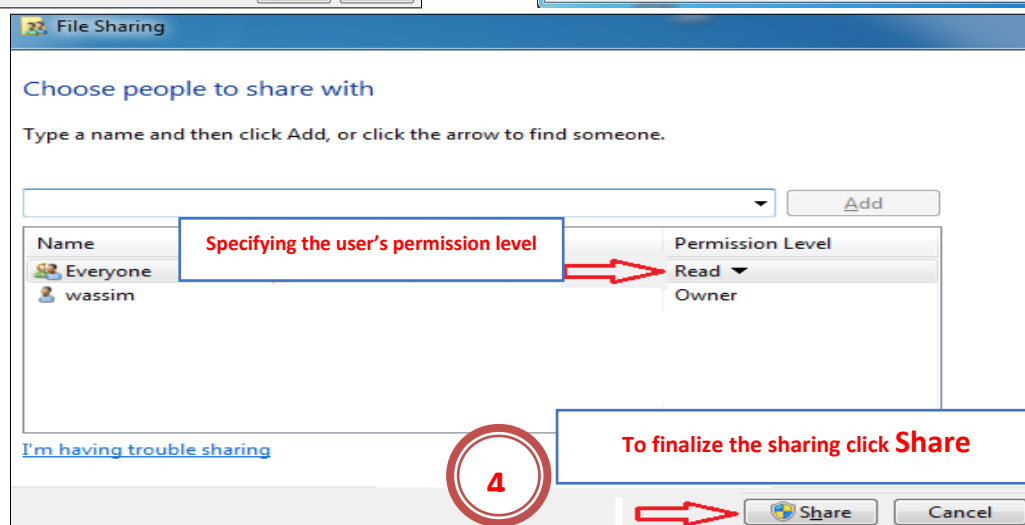 File Sharing
Choose people to share with
Type a name and then click Add, or click the arrow to find someone.
Add
Name
Specifying the user's permission level
Permission Level
Everyone
Read
wassim
Owner
I'm having trouble sharing
4
To finalize the sharing click Share
Share
Cancel